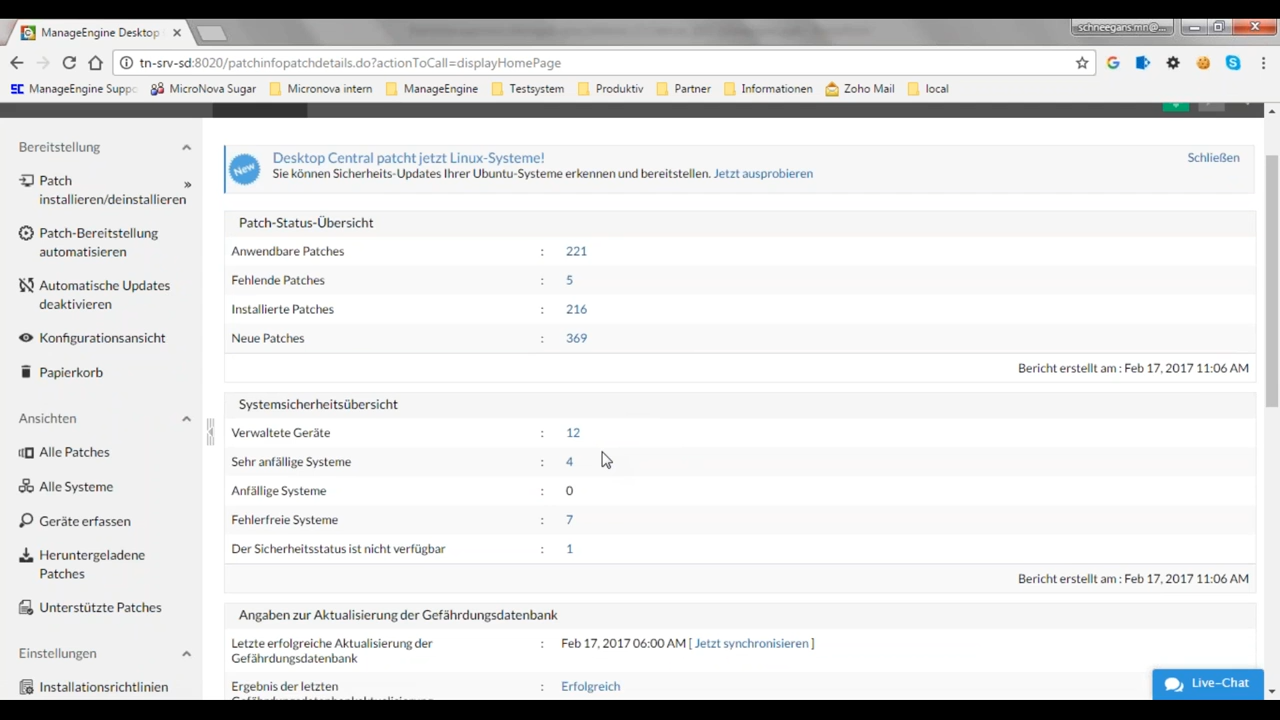 ManageEngine Desktop
schneegans.mn@...
tn-srv-sd:8020/patchinfopatchdetails.do?actionToCall=displayHomePage
ManageEngine Suppo MicroNova Sugar Micronova intern ManageEngine Testsystem Produktiv Partner Informationen Zoho Mail local
Bereitstellung
Patch
installieren/deinstallieren
Patch-Bereitstellung
automatisieren
Automatische Updates
deaktivieren
Konfigurationsansicht
Papierkorb
Ansichten
Alle Patches
Alle Systeme
Geräte erfassen
Heruntergeladene
Patches
Unterstützte Patches
Einstellungen
Installationsrichtlinien
New
Desktop Central patcht jetzt Linux-Systeme!
Schließen
Sie können Sicherheits-Updates Ihrer Ubuntu-Systeme erkennen und bereitstellen. Jetzt ausprobieren
Patch-Status-Übersicht
Anwendbare Patches : 221
Fehlende Patches : 5
Installierte Patches : 216
Neue Patches : 369
Bericht erstellt am : Feb 17, 2017 11:06 AM
Systemsicherheitsübersicht
Verwaltete Geräte : 12
Sehr anfällige Systeme : 4
Anfällige Systeme : 0
Fehlerfreie Systeme : 7
Der Sicherheitsstatus ist nicht verfügbar : 1
Bericht erstellt am : Feb 17, 2017 11:06 AM
Angaben zur Aktualisierung der Gefährdungsdatenbank
Letzte erfolgreiche Aktualisierung der : Feb 17, 2017 06:00 AM [ Jetzt synchronisieren ]
Gefährdungsdatenbank
Ergebnis der letzten : Erfolgreich
Live-Chat